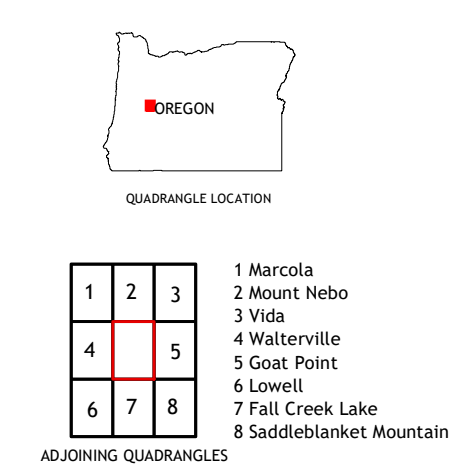 OREGON
QUADRANGLE LOCATION
1 2 3
4 5
6 7 8
ADJOINING QUADRANGLES
1 Marcola
2 Mount Nebo
3 Vida
4 Walterville
5 Goat Point
6 Lowell
7 Fall Creek Lake
8 Saddleblanket Mountain